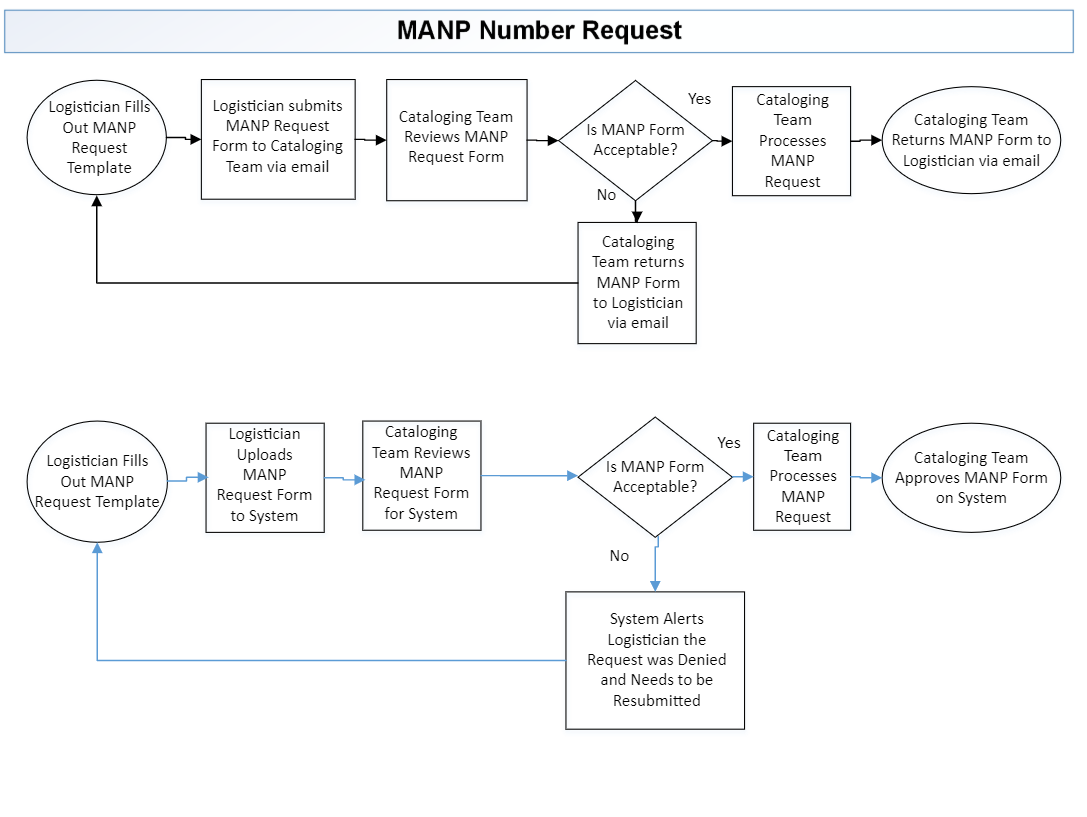 MANP Number Request
Logistician Fills
Out MANP
Request
Template
Logistician submits
MANP Request
Form to Cataloging
Team via email
Cataloging Team
Reviews MANP
Request Form
Is MANP Form
Acceptable?
Yes
No
Cataloging
Team
Processes
MANP
Request
Cataloging Team
Returns MANP Form to
Logistician via email
Cataloging
Team returns
MANP Form
to Logistician
via email
Logistician Fills
Out MANP
Request Template
Logistician
Uploads
MANP
Request Form
to System
Cataloging
Team Reviews
MANP
Request Form
for System
Is MANP Form
Acceptable?
Yes
No
Cataloging
Team
Processes
MANP
Request
Cataloging Team
Approves MANP Form
on System
System Alerts
Logistician the
Request was Denied
and Needs to be
Resubmitted